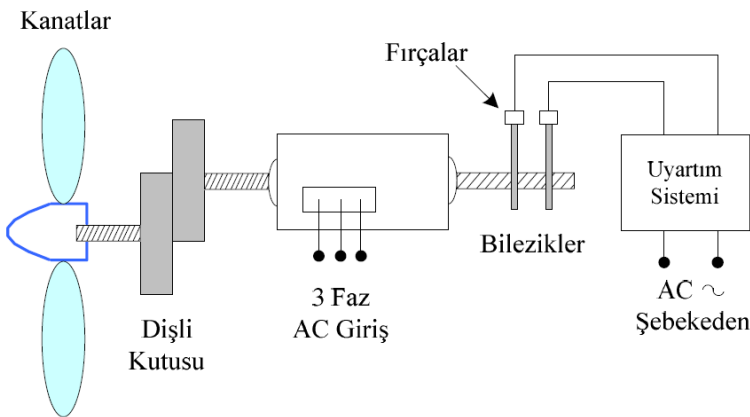 Kanatlar
Fırçalar
Uyartım
Sistemi
Bilezikler
3 Faz
AC Giriş
AC ~
Şebekeden
Dişli
Kutusu